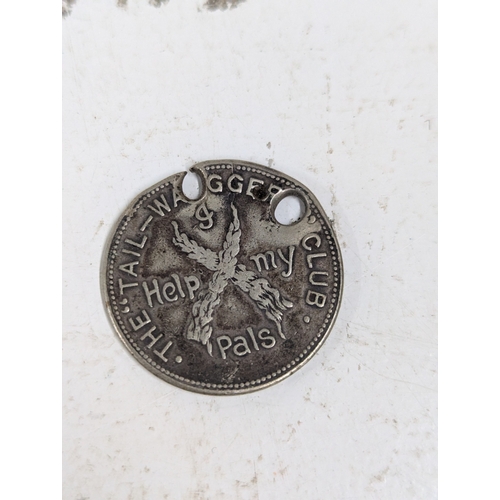 · THE "TAIL-WAGGERS" CLUB ·
I
Help my
Pals